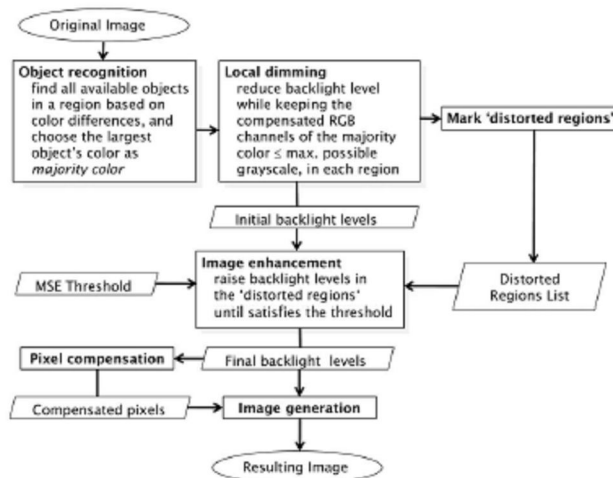 Original Image
Object recognition
find all available objects
in a region based on
color differences, and
choose the largest
object's color as
majority color
Local dimming
reduce backlight level
while keeping the
compensated RGB
channels of the majority
color ≤ max. possible
grayscale, in each region
Mark 'distorted regions'
Initial backlight levels
Image enhancement
raise backlight levels in
the 'distorted regions'
until satisfies the threshold
MSE Threshold
Distorted
Regions List
Pixel compensation
Final backlight levels
Compensated pixels
Image generation
Resulting Image